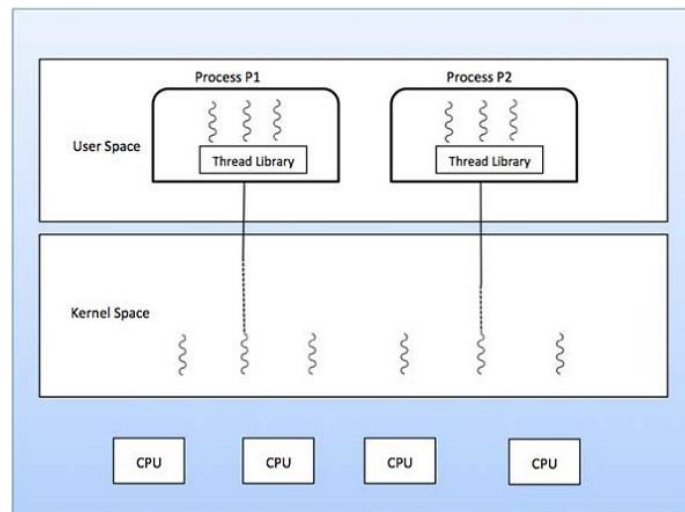 Process P1
Process P2
User Space
Thread Library
Thread Library
Kernel Space
CPU
CPU
CPU
CPU